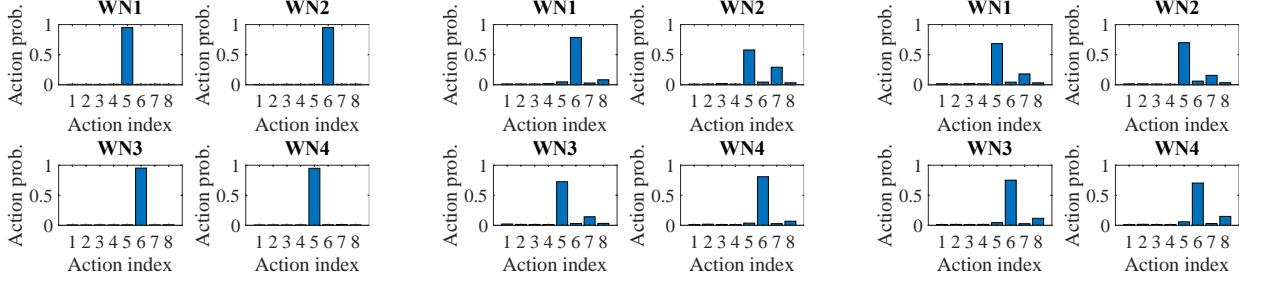 WN1 WN2 WN1 WN2 WN1 WN2
1 1 1 1 1 1
Action prob. Action prob. Action prob. Action prob. Action prob. Action prob.
0.5 0.5 0.5 0.5 0.5 0.5
0 0 0 0 0 0
1 2 3 4 5 6 7 8 1 2 3 4 5 6 7 8 1 2 3 4 5 6 7 8 1 2 3 4 5 6 7 8 1 2 3 4 5 6 7 8 1 2 3 4 5 6 7 8
Action index Action index Action index Action index Action index Action index
WN3 WN4 WN3 WN4 WN3 WN4
1 1 1 1 1 1
Action prob. Action prob. Action prob. Action prob. Action prob. Action prob.
0.5 0.5 0.5 0.5 0.5 0.5
0 0 0 0 0 0
1 2 3 4 5 6 7 8 1 2 3 4 5 6 7 8 1 2 3 4 5 6 7 8 1 2 3 4 5 6 7 8 1 2 3 4 5 6 7 8 1 2 3 4 5 6 7 8
Action index Action index Action index Action index Action index Action index